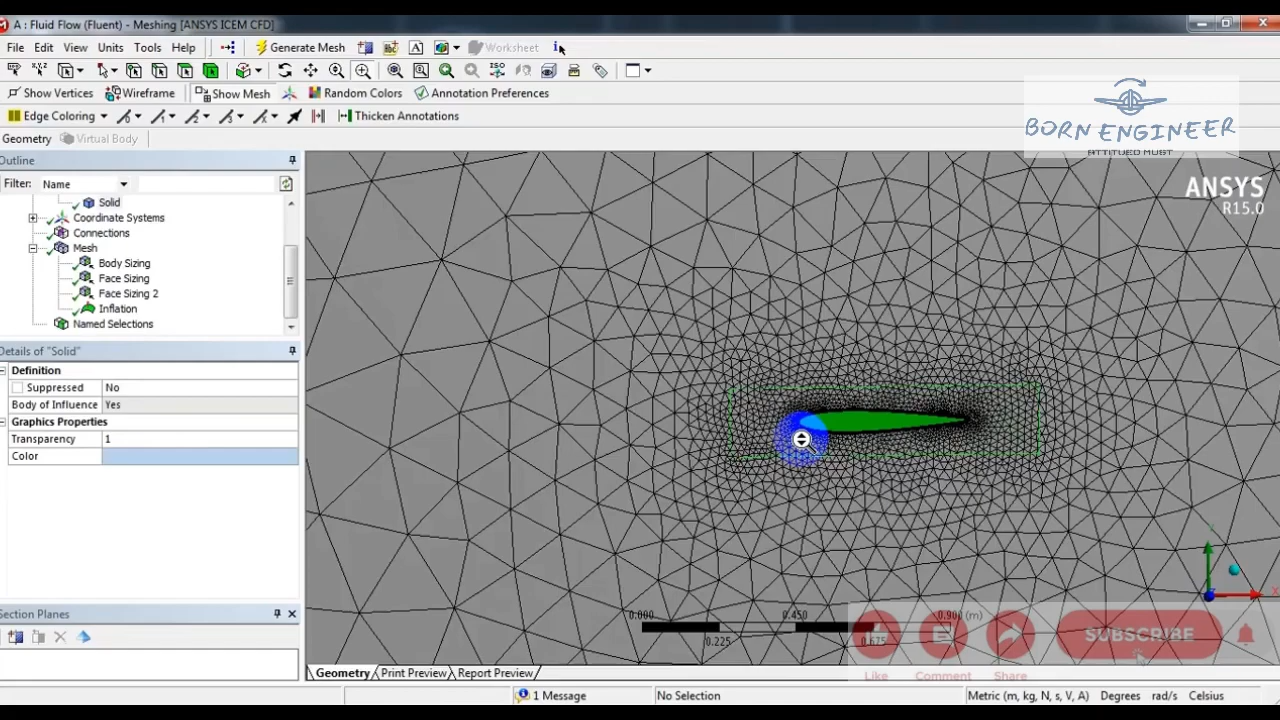 A : Fluid Flow (Fluent) - Meshing [ANSYS ICEM CFD]
File Edit View Units Tools Help Generate Mesh A Worksheet i
ISO
Show Vertices Wireframe Show Mesh Random Colors Annotation Preferences
Edge Coloring Thicken Annotations
Geometry Virtual Body
BORN ENGINEER
ATTITUED MUST
Outline
Filter: Name
Solid
Coordinate Systems
Connections
Mesh
Body Sizing
Face Sizing
Face Sizing 2
Inflation
Named Selections
ANSYS
R15.0
Details of "Solid"
Definition
Suppressed No
Body of Influence Yes
Graphics Properties
Transparency 1
Color
Section Planes
0.000 0.450 0.900 (m)
0.225 0.675
X
SUBSCRIBE
Like Comment Share
Geometry Print Preview Report Preview
1 Message No Selection Metric (m, kg, N, s, V, A) Degrees rad/s Celsius